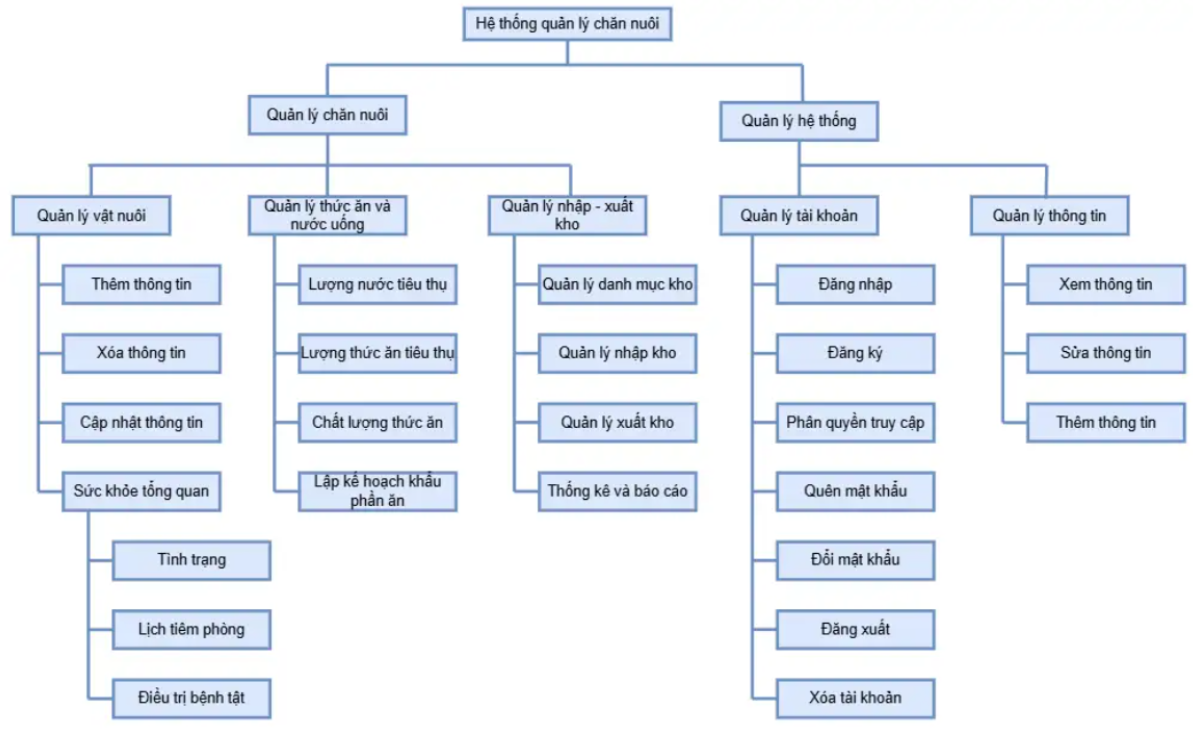 Hệ thống quản lý chăn nuôi
Quản lý chăn nuôi
Quản lý hệ thống
Quản lý vật nuôi
Quản lý thức ăn và
nước uống
Quản lý nhập - xuất
kho
Quản lý tài khoản
Quản lý thông tin
Thêm thông tin
Lượng nước tiêu thụ
Quản lý danh mục kho
Đăng nhập
Xem thông tin
Xóa thông tin
Lượng thức ăn tiêu thụ
Quản lý nhập kho
Đăng ký
Sửa thông tin
Cập nhật thông tin
Chất lượng thức ăn
Quản lý xuất kho
Phân quyền truy cập
Thêm thông tin
Sức khỏe tổng quan
Lập kế hoạch khẩu
phần ăn
Thống kê và báo cáo
Quên mật khẩu
Tình trạng
Đổi mật khẩu
Lịch tiêm phòng
Đăng xuất
Điều trị bệnh tật
Xóa tài khoản